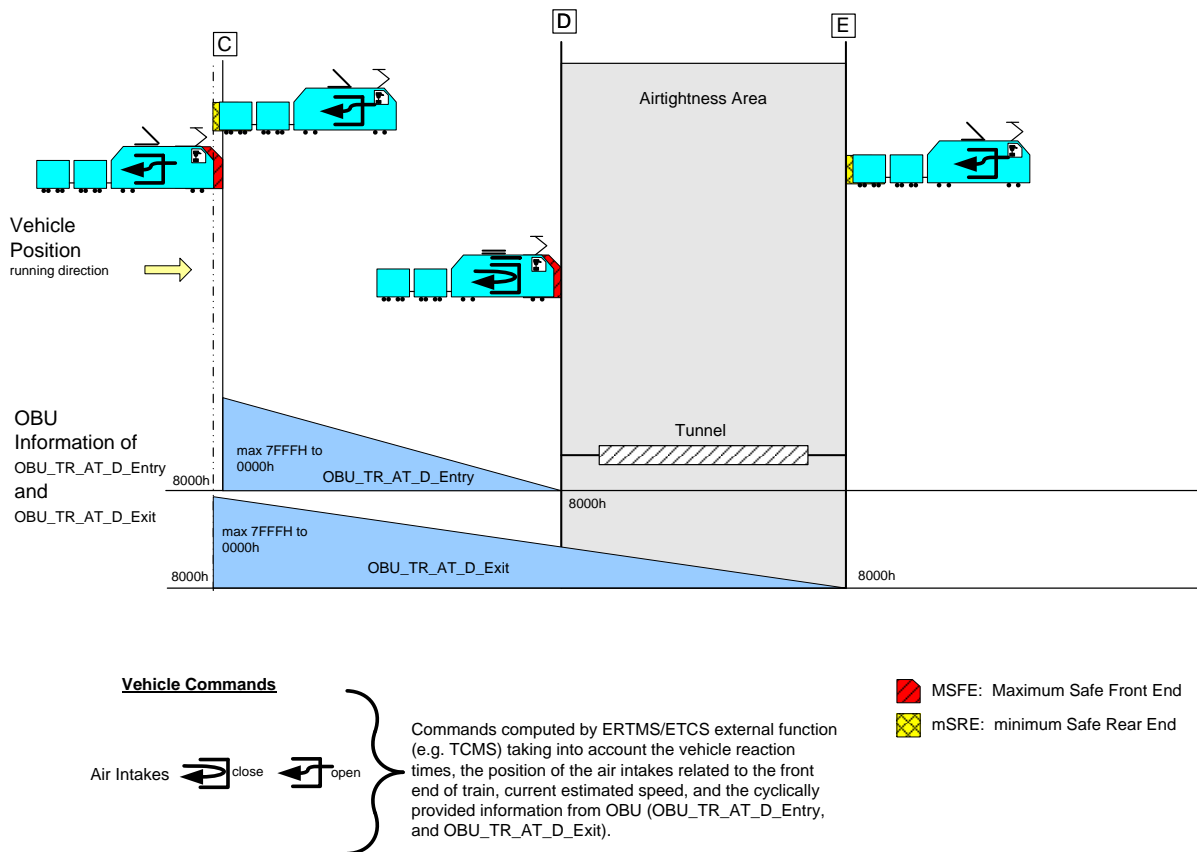 C
D
E
Airtightness Area
Vehicle
Position
running direction
OBU
Information of
OBU_TR_AT_D_Entry
and
OBU_TR_AT_D_Exit
max 7FFFH to
0000h
OBU_TR_AT_D_Entry
8000h
Tunnel
8000h
max 7FFFH to
0000h
OBU_TR_AT_D_Exit
8000h
8000h
Vehicle Commands
Air Intakes
close
open
Commands computed by ERTMS/ETCS external function
(e.g. TCMS) taking into account the vehicle reaction
times, the position of the air intakes related to the front
end of train, current estimated speed, and the cyclically
provided information from OBU (OBU_TR_AT_D_Entry,
and OBU_TR_AT_D_Exit).
MSFE: Maximum Safe Front End
mSRE: minimum Safe Rear End